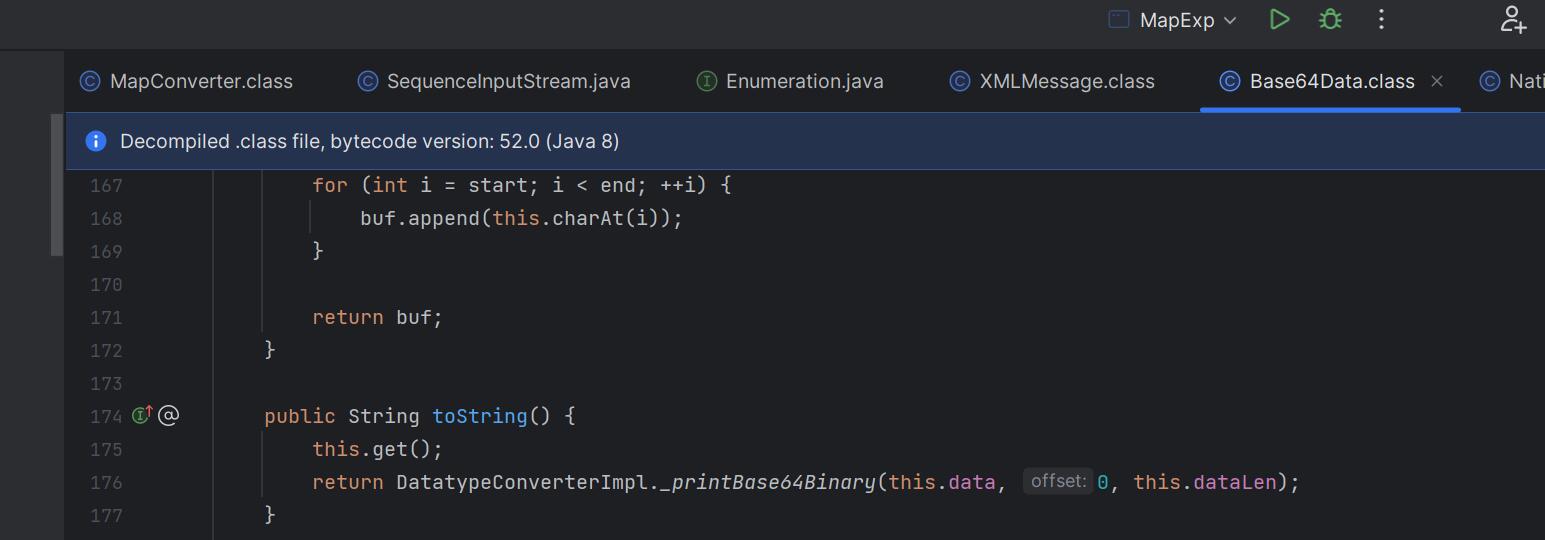 MapExp
MapConverter.class SequenceInputStream.java Enumeration.java XMLMessage.class Base64Data.class Nati
Decompiled .class file, bytecode version: 52.0 (Java 8)
167 for (int i = start; i < end; ++i) {
168 buf.append(this.charAt(i));
169 }
170
171 return buf;
172 }
173
174 public String toString() {
175 this.get();
176 return DatatypeConverterImpl._printBase64Binary(this.data, offset: 0, this.dataLen);
177 }